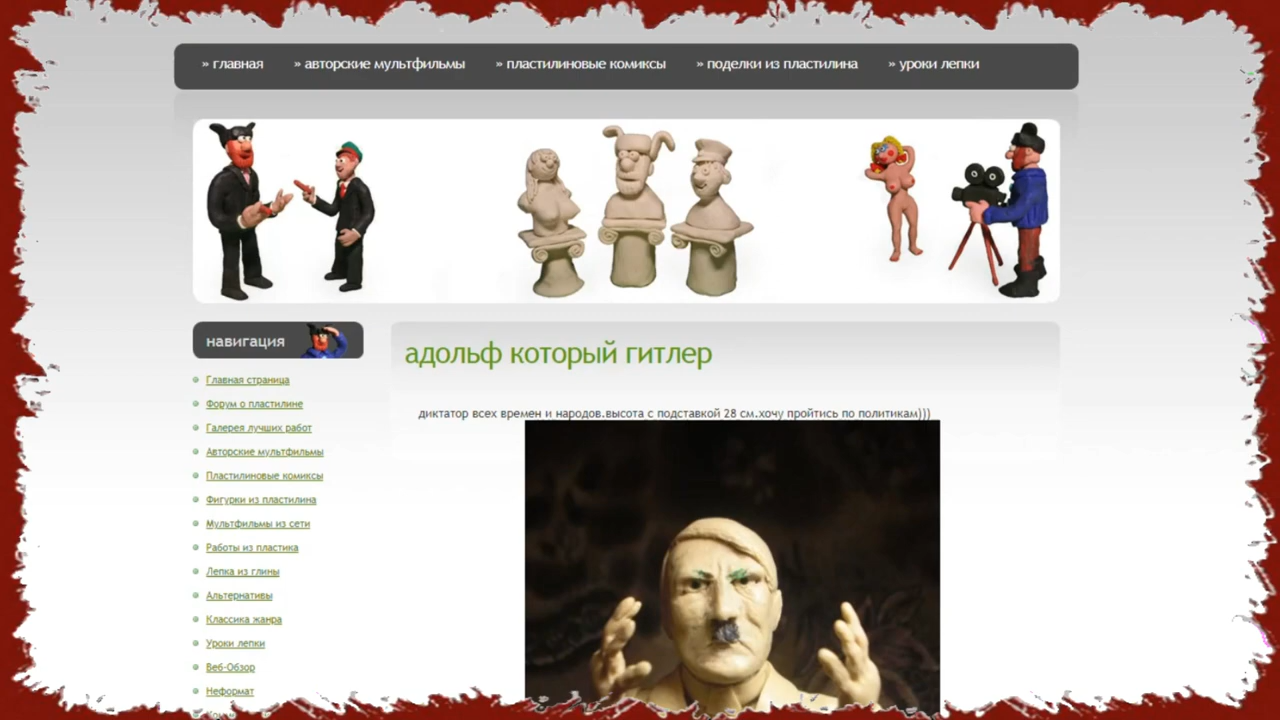 » главная » авторские мультфильмы » пластилиновые комиксы » поделки из пластилина » уроки лепки
навигация
адольф который гитлер
Главная страница
Форум о пластилине
диктатор всех времен и народов.высота с подставкой 28 см.хочу пройтись по политикам)))
Галерея лучших работ
Авторские мультфильмы
Пластилиновые комиксы
Фигурки из пластилина
Мультфильмы из сети
Работы из пластика
Лепка из глины
Альтернативы
Классика жанра
Уроки лепки
Веб-Обзор
Неформат